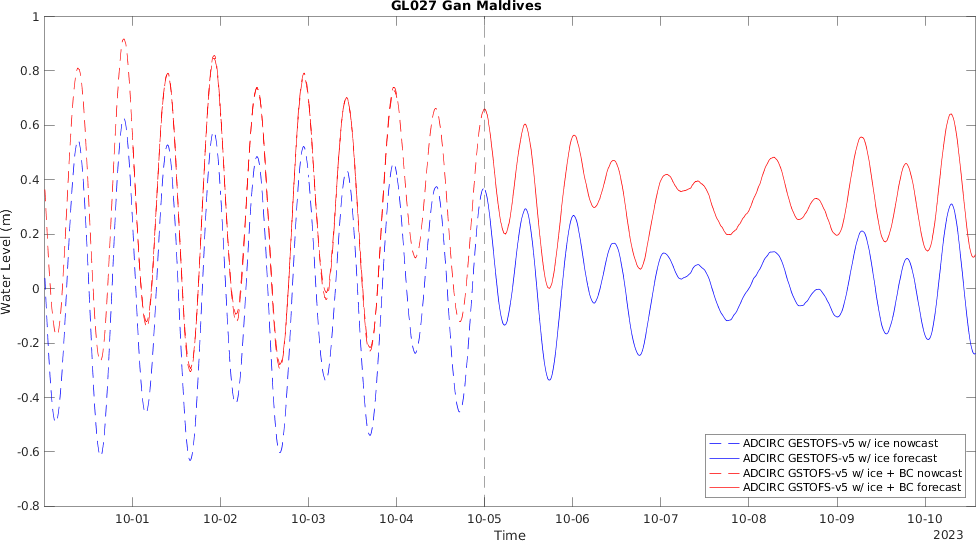 GL027 Gan Maldives
1
0.8
0.6
0.4
0.2
0
-0.2
-0.4
-0.6
-0.8
Water Level (m)
ADCIRC GESTOFS-v5 w/ ice nowcast
ADCIRC GESTOFS-v5 w/ ice forecast
ADCIRC GSTOFS-v5 w/ ice + BC nowcast
ADCIRC GSTOFS-v5 w/ ice + BC forecast
10-01 10-02 10-03 10-04 10-05 10-06 10-07 10-08 10-09 10-10
Time
2023